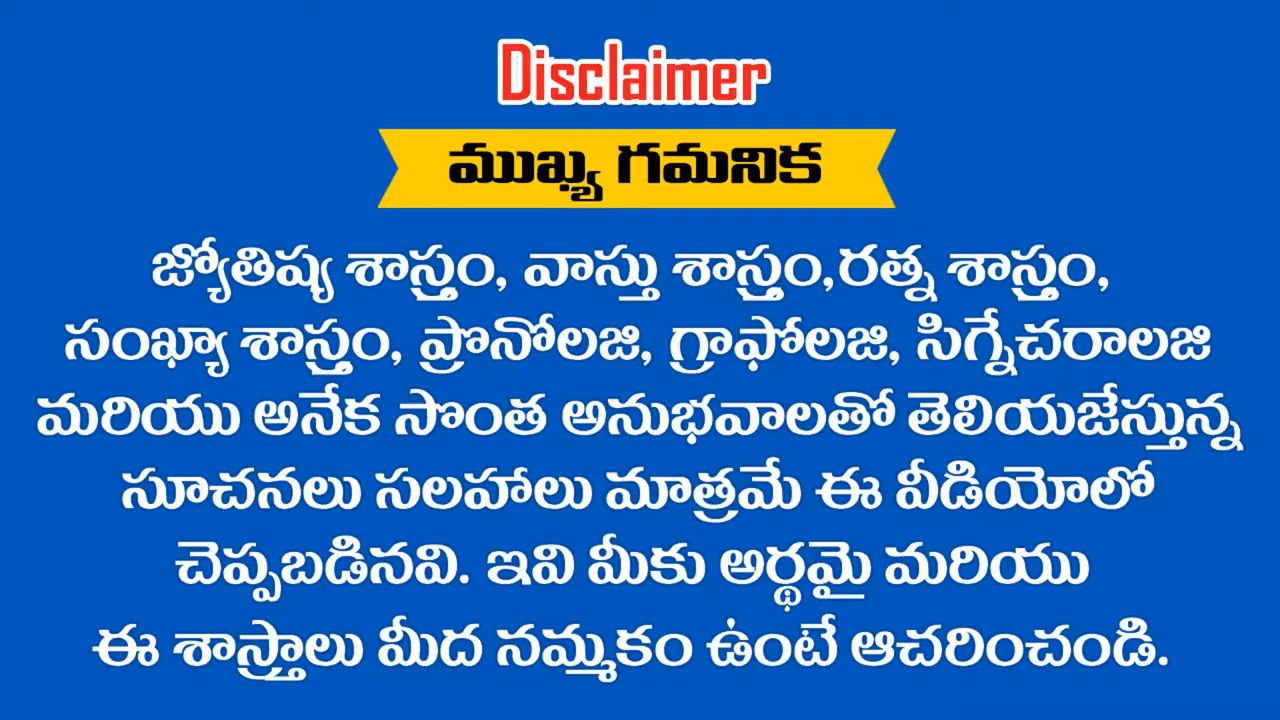 Disclaimer
ముఖ్య గమనిక
జ్యోతిష్య శాస్త్రం, వాస్తు శాస్త్రం,రత్న శాస్త్రం,
సంఖ్యా శాస్త్రం, ప్రొనోలజి, గ్రాఫోలజి, సిగ్నేచరాలజి
మరియు అనేక సొంత అనుభవాలతో తెలియజేస్తున్న
సూచనలు సలహాలు మాత్రమే ఈ వీడియోలో
చెప్పబడినవి. ఇవి మీకు అర్థమై మరియు
ఈ శాస్త్రాలు మీద నమ్మకం ఉంటే ఆచరించండి.